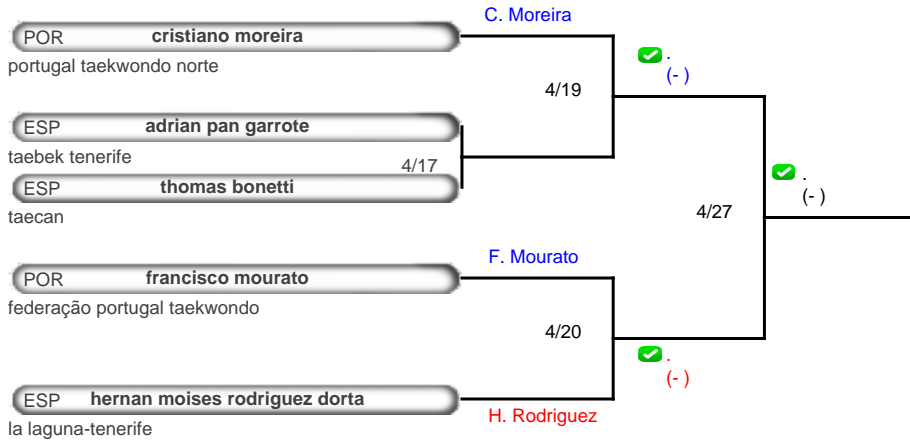 C. Moreira
POR cristiano moreira
portugal taekwondo norte
.
(- )
4/19
ESP adrian pan garrote
taebek tenerife
4/17
ESP thomas bonetti
taecan
.
(- )
4/27
F. Mourato
POR francisco mourato
federação portugal taekwondo
4/20
.
(- )
ESP hernan moises rodriguez dorta
H. Rodriguez
la laguna-tenerife